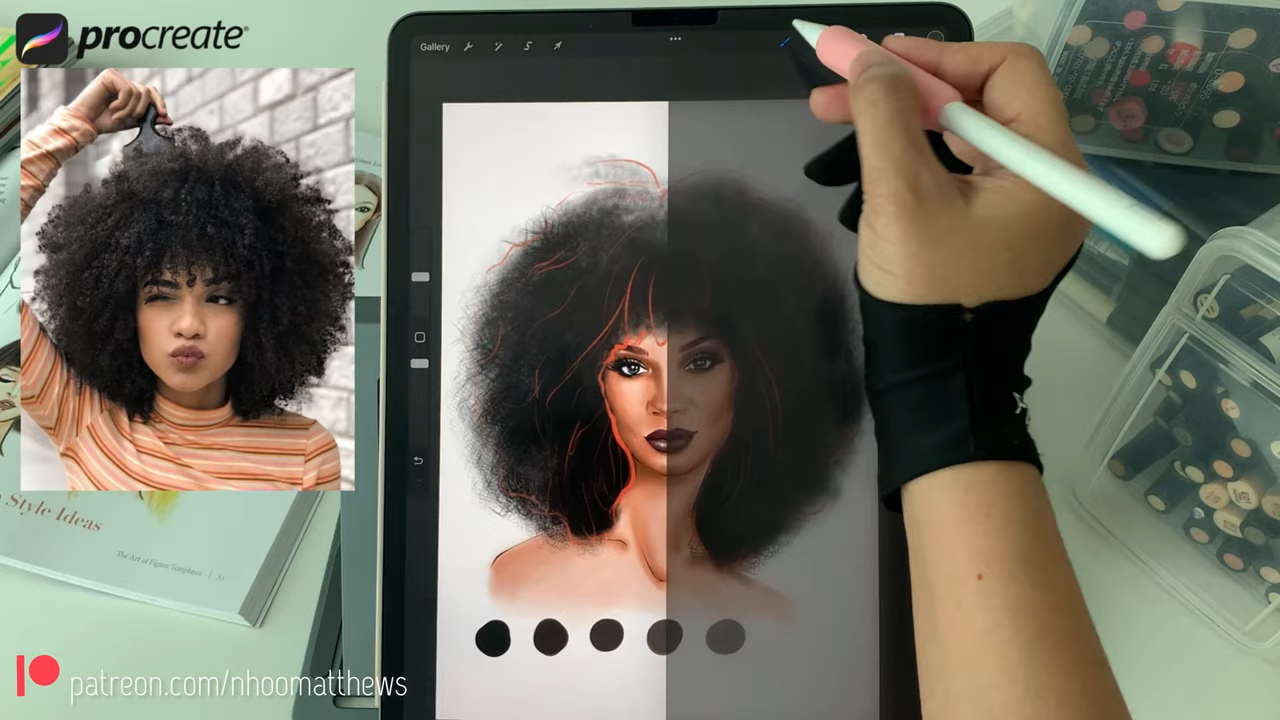 procreate®
Gallery
Style Ideas
The Art of Figure Templates | 31
patreon.com/nhoomatthews